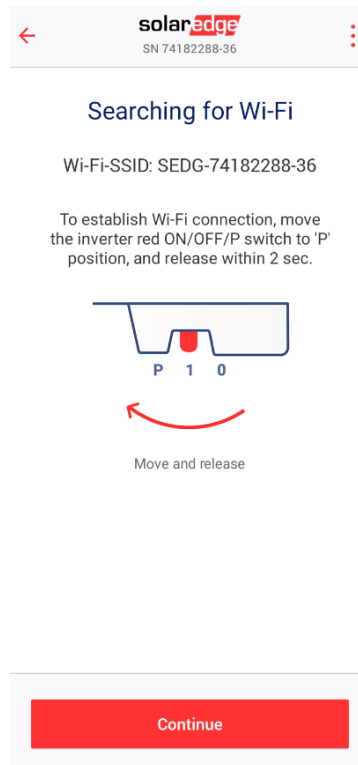 solaredge
SN 74182288-36
Searching for Wi-Fi
Wi-Fi-SSID: SEDG-74182288-36
To establish Wi-Fi connection, move
the inverter red ON/OFF/P switch to 'P'
position, and release within 2 sec.
P 1 0
Move and release
Continue